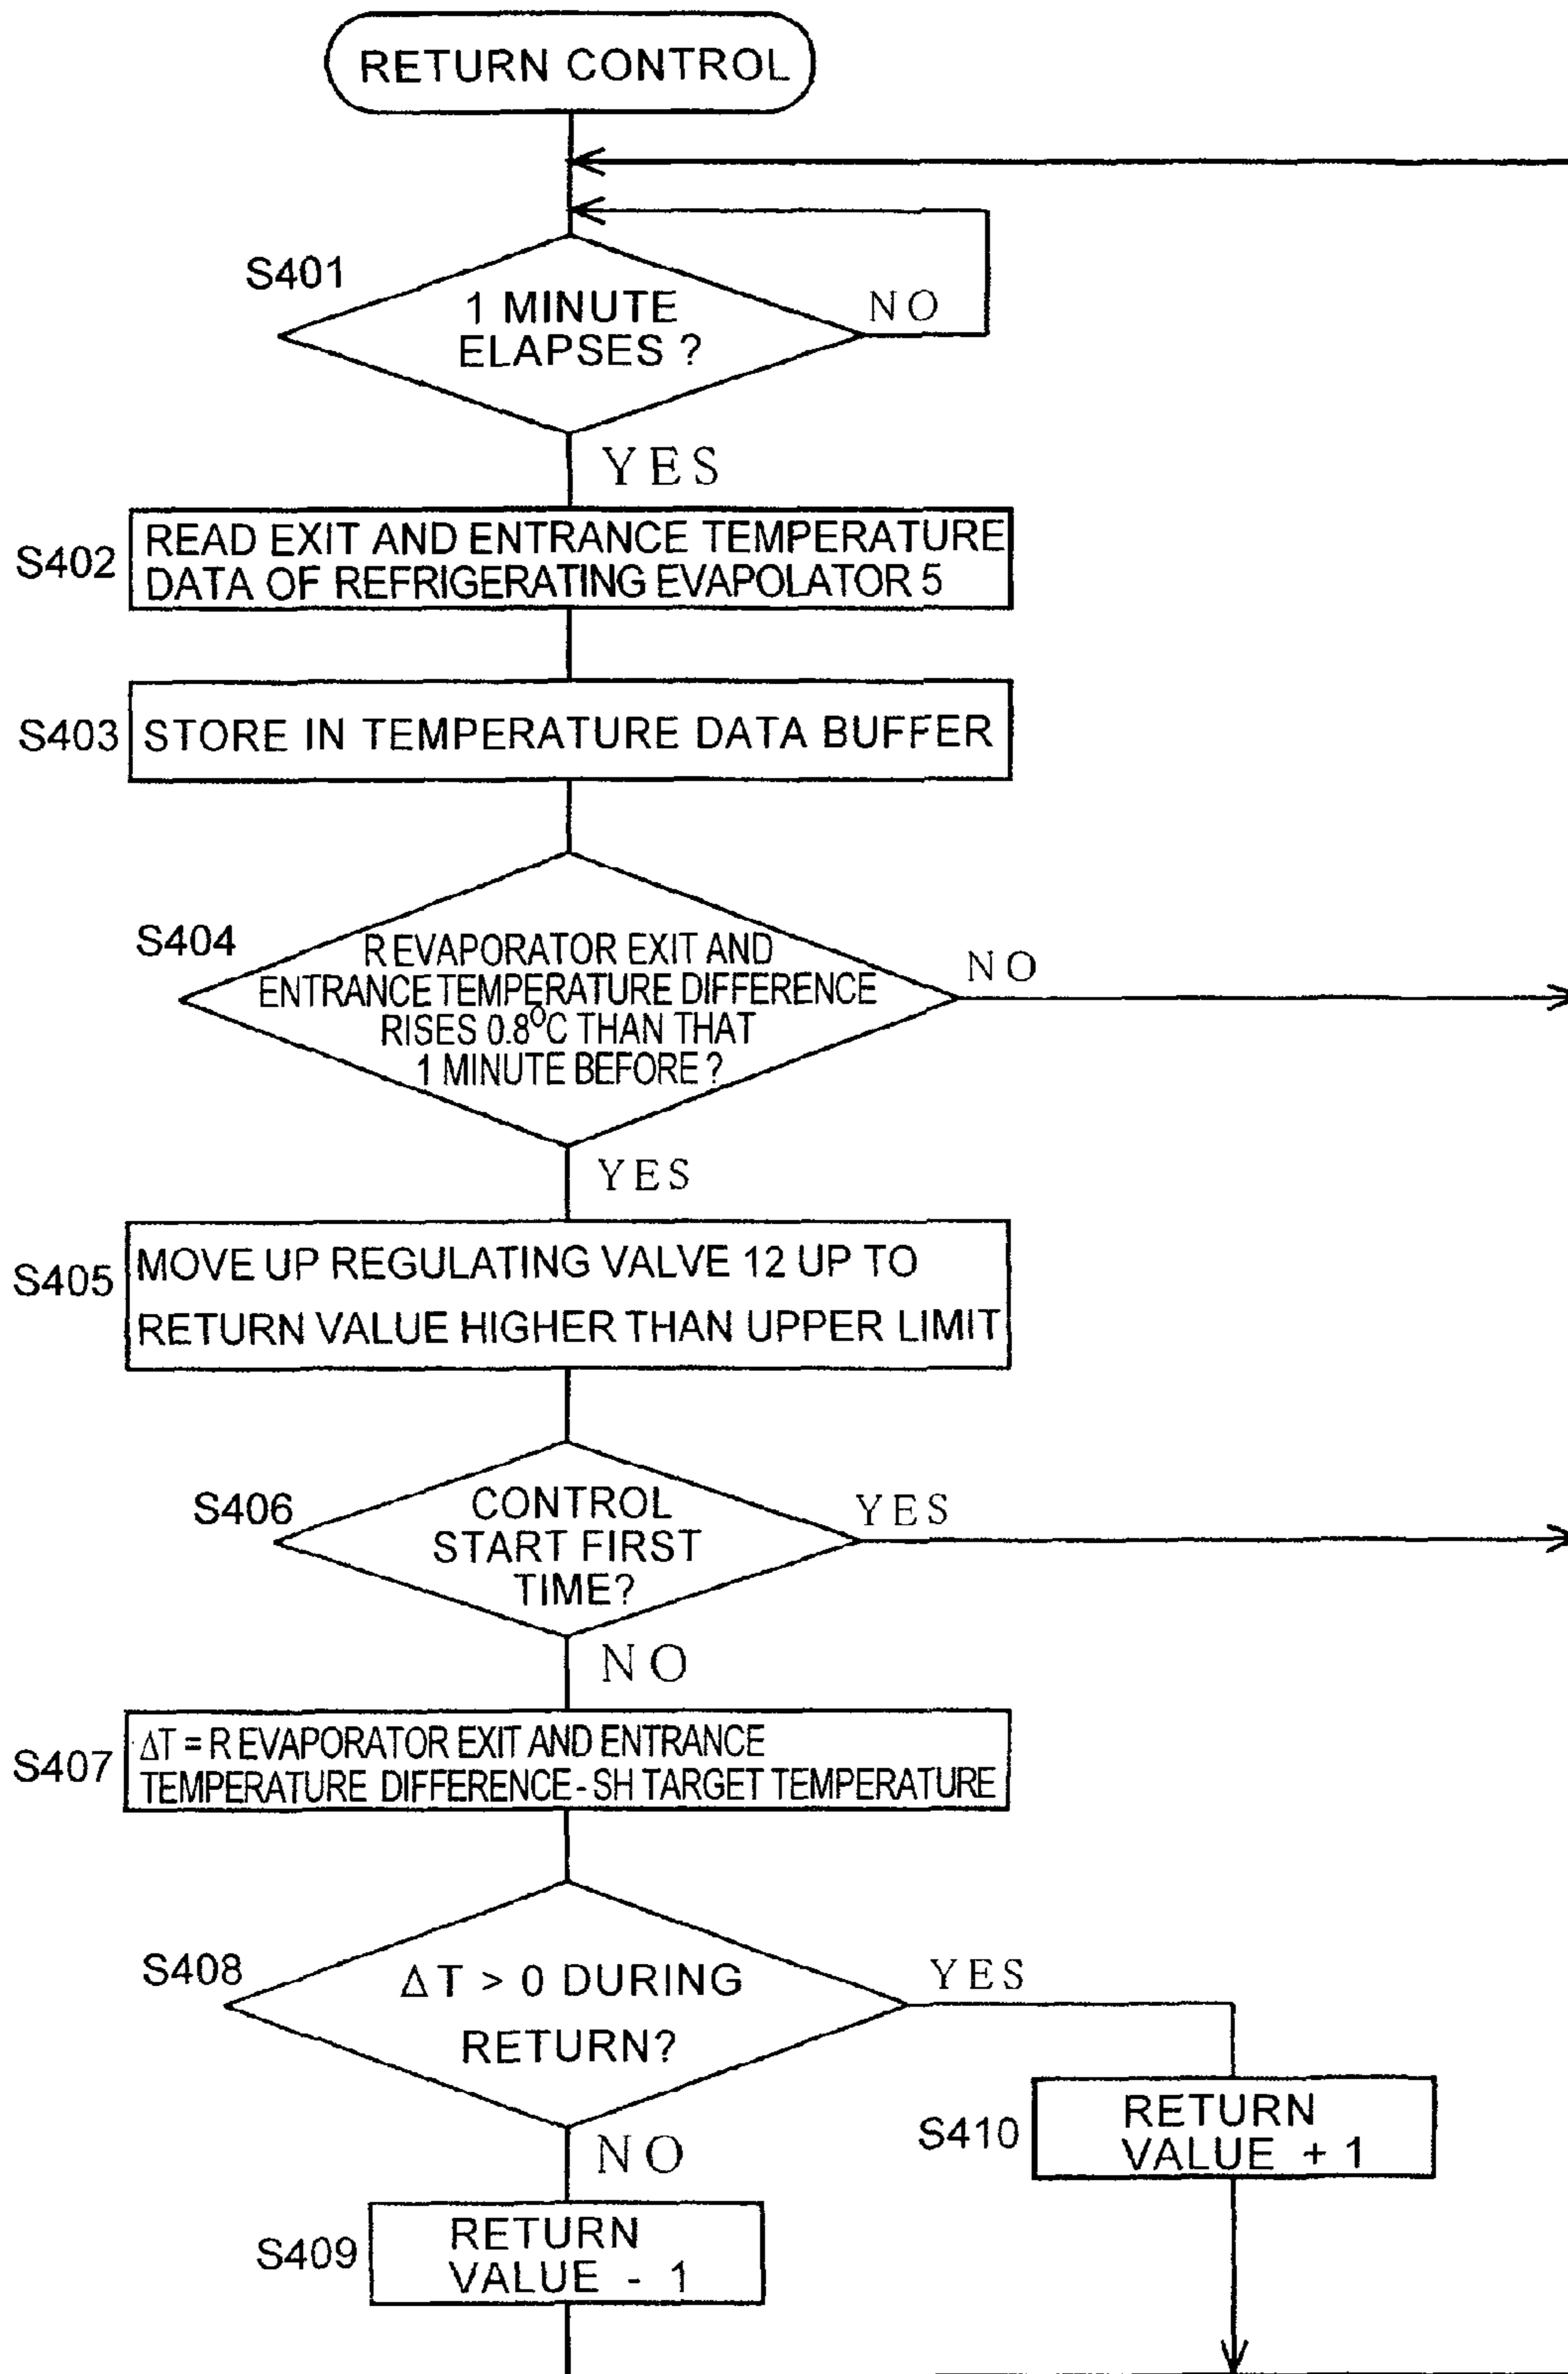 RETURN CONTROL
S401
1 MINUTE
ELAPSES ?
NO
YES
S402
READ EXIT AND ENTRANCE TEMPERATURE
DATA OF REFRIGERATING EVAPOLATOR 5
S403
STORE IN TEMPERATURE DATA BUFFER
S404
R EVAPORATOR EXIT AND
ENTRANCE TEMPERATURE DIFFERENCE
RISES 0.8°C THAN THAT
1 MINUTE BEFORE ?
NO
YES
S405
MOVE UP REGULATING VALVE 12 UP TO
RETURN VALUE HIGHER THAN UPPER LIMIT
S406
CONTROL
START FIRST
TIME?
YES
NO
S407
ΔT = R EVAPORATOR EXIT AND ENTRANCE
TEMPERATURE DIFFERENCE - SH TARGET TEMPERATURE
S408
ΔT > 0 DURING
RETURN?
YES
NO
S410
RETURN
VALUE + 1
S409
RETURN
VALUE - 1